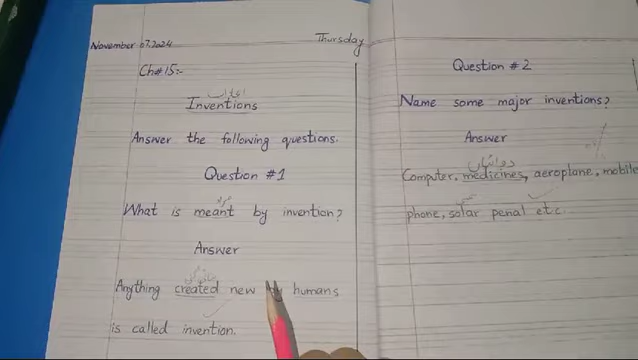 November 07.2024 Thursday
Ch#15:-
Inventions
Answer the following questions.
Question #1
What is meant by invention?
Answer
Anything created new by humans
is called invention.
Question # 2
Name some major inventions?
Answer
دوائیاں
Computer, medicines, aeroplane, mobile
phone, solar penal etc.